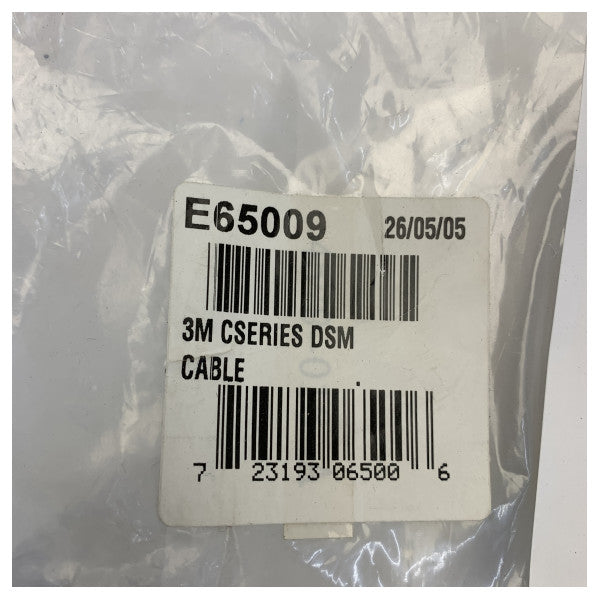 E65009 26/05/05
3M CSERIES DSM
CABLE
7 23193 06500 6